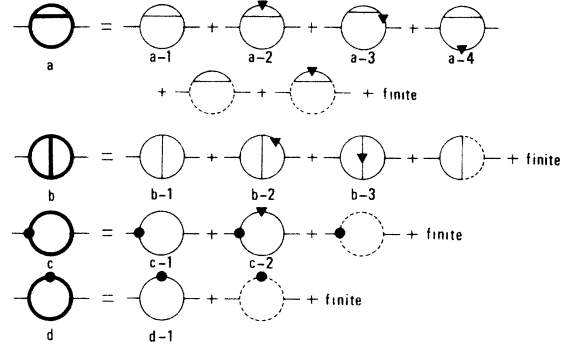 a = a-1 + a-2 + a-3 + a-4
+ + + finite
b = b-1 + b-2 + b-3 + + finite
c = c-1 + c-2 + + finite
d = d-1 + + finite